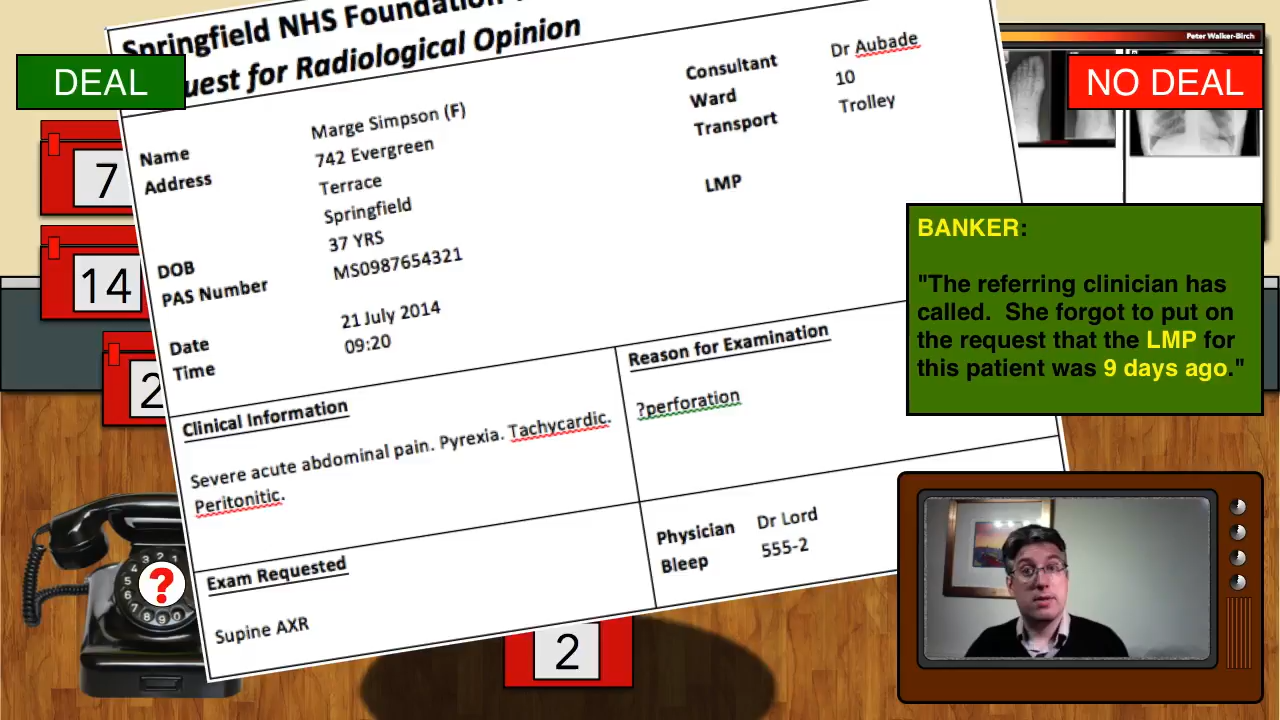 Springfield NHS Foundation
uest for Radiological Opinion
DEAL
NO DEAL
Peter Walker-Birch
Name Marge Simpson (F)
Address 742 Evergreen
Terrace
Springfield
DOB 37 YRS
PAS Number MS0987654321
Date 21 July 2014
Time 09:20
Consultant Dr Aubade
Ward 10
Transport Trolley
LMP
7
14
2
BANKER:
"The referring clinician has
called. She forgot to put on
the request that the LMP for
this patient was 9 days ago."
Clinical Information
Severe acute abdominal pain. Pyrexia. Tachycardic.
Peritonitic.
Reason for Examination
?perforation
Exam Requested
Supine AXR
Physician Dr Lord
Bleep 555-2
?
2